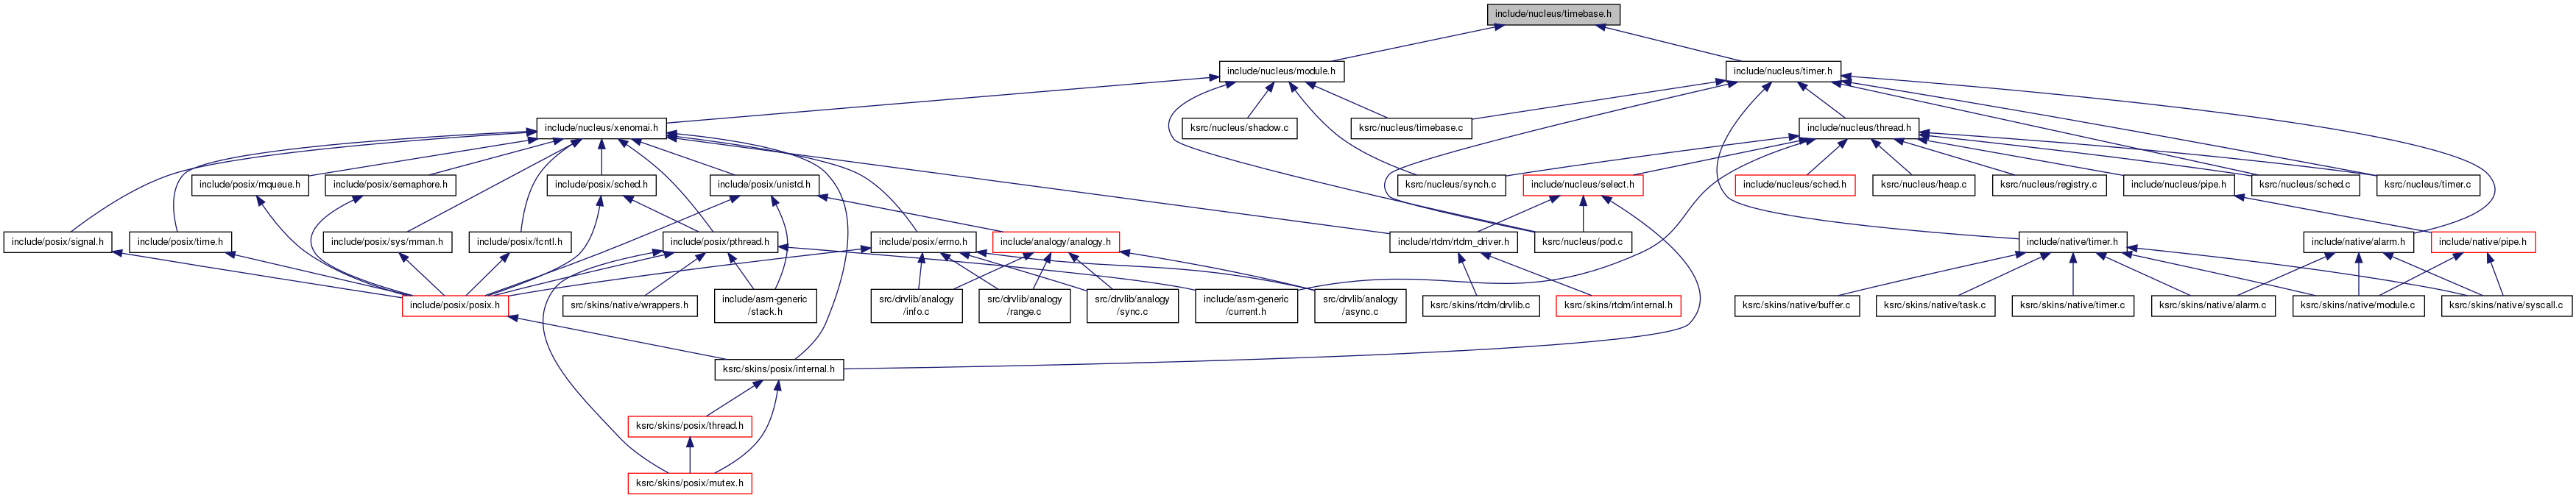 include/nucleus/timebase.h
include/nucleus/module.h
include/nucleus/timer.h
include/nucleus/xenomai.h
ksrc/nucleus/shadow.c
ksrc/nucleus/timebase.c
include/nucleus/thread.h
include/posix/mqueue.h
include/posix/semaphore.h
include/posix/sched.h
include/posix/unistd.h
ksrc/nucleus/synch.c
include/nucleus/select.h
include/nucleus/sched.h
ksrc/nucleus/heap.c
ksrc/nucleus/registry.c
include/nucleus/pipe.h
ksrc/nucleus/sched.c
ksrc/nucleus/timer.c
include/posix/signal.h
include/posix/time.h
include/posix/sys/mman.h
include/posix/fcntl.h
include/posix/pthread.h
include/posix/errno.h
include/analogy/analogy.h
include/rtdm/rtdm_driver.h
ksrc/nucleus/pod.c
include/native/timer.h
include/native/alarm.h
include/native/pipe.h
include/posix/posix.h
src/skins/native/wrappers.h
include/asm-generic
/stack.h
src/drvlib/analogy
/info.c
src/drvlib/analogy
/range.c
src/drvlib/analogy
/sync.c
include/asm-generic
/current.h
src/drvlib/analogy
/async.c
ksrc/skins/rtdm/drvlib.c
ksrc/skins/rtdm/internal.h
ksrc/skins/native/buffer.c
ksrc/skins/native/task.c
ksrc/skins/native/timer.c
ksrc/skins/native/alarm.c
ksrc/skins/native/module.c
ksrc/skins/native/syscall.c
ksrc/skins/posix/internal.h
ksrc/skins/posix/thread.h
ksrc/skins/posix/mutex.h